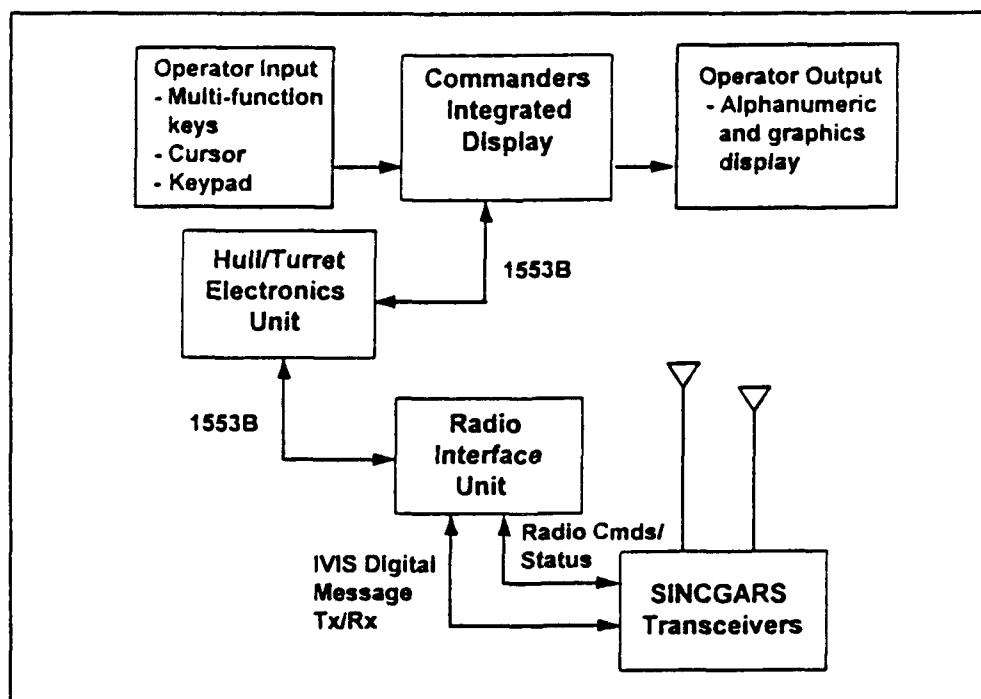 Operator Input
- Multi-function
keys
- Cursor
- Keypad
Commanders
Integrated
Display
Operator Output
- Alphanumeric
and graphics
display
Hull/Turret
Electronics
Unit
1553B
1553B
Radio
Interface
Unit
Radio Cmds/
Status
IVIS Digital
Message
Tx/Rx
SINCGARS
Transceivers